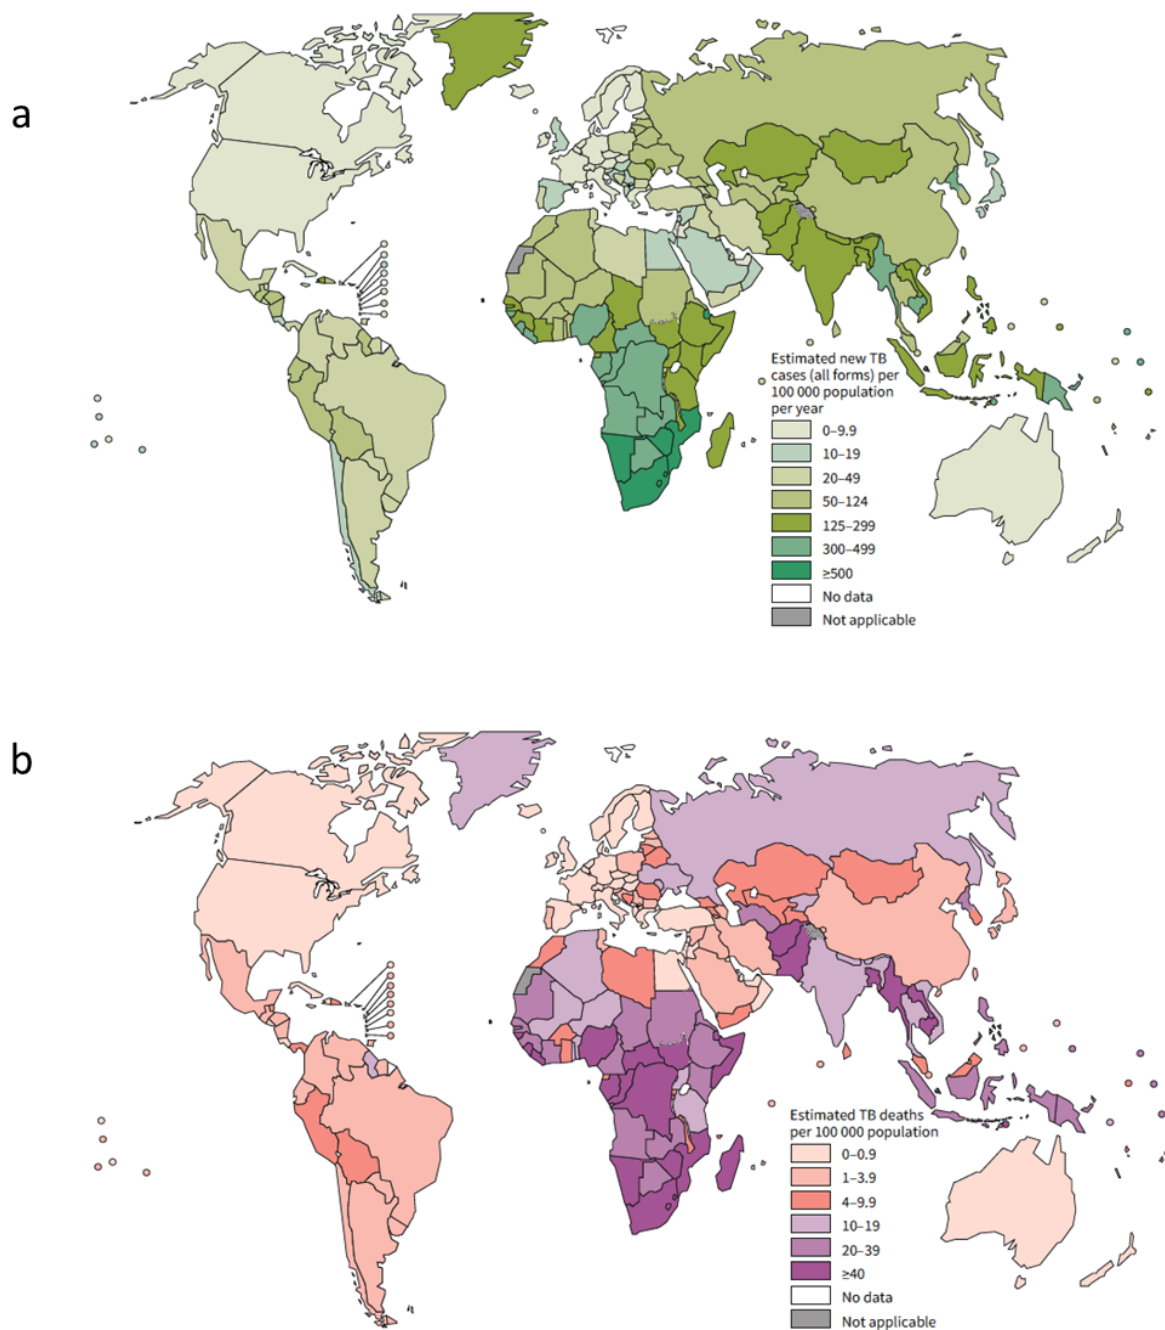 a
Estimated new TB
cases (all forms) per
100 000 population
per year
0–9.9
10–19
20–49
50–124
125–299
300–499
≥500
No data
Not applicable
b
Estimated TB deaths
per 100 000 population
0–0.9
1–3.9
4–9.9
10–19
20–39
≥40
No data
Not applicable